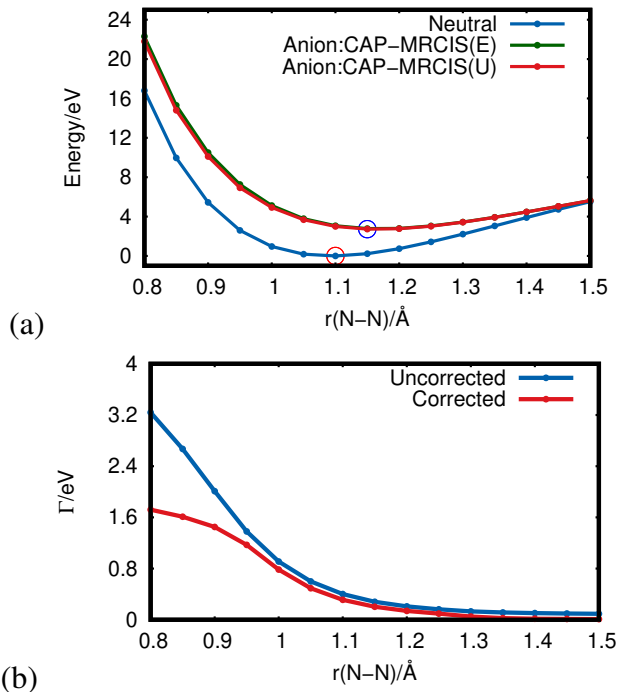 Neutral
Anion:CAP−MRCIS(E)
Anion:CAP−MRCIS(U)
Energy/eV
24
20
16
12
8
4
0
0.8 0.9 1.0 1.1 1.2 1.3 1.4 1.5
r(N−N)/Å
(a)
Uncorrected
Corrected
Γ/eV
4
3.2
2.4
1.6
0.8
0
0.8 0.9 1 1.1 1.2 1.3 1.4 1.5
r(N−N)/Å
(b)